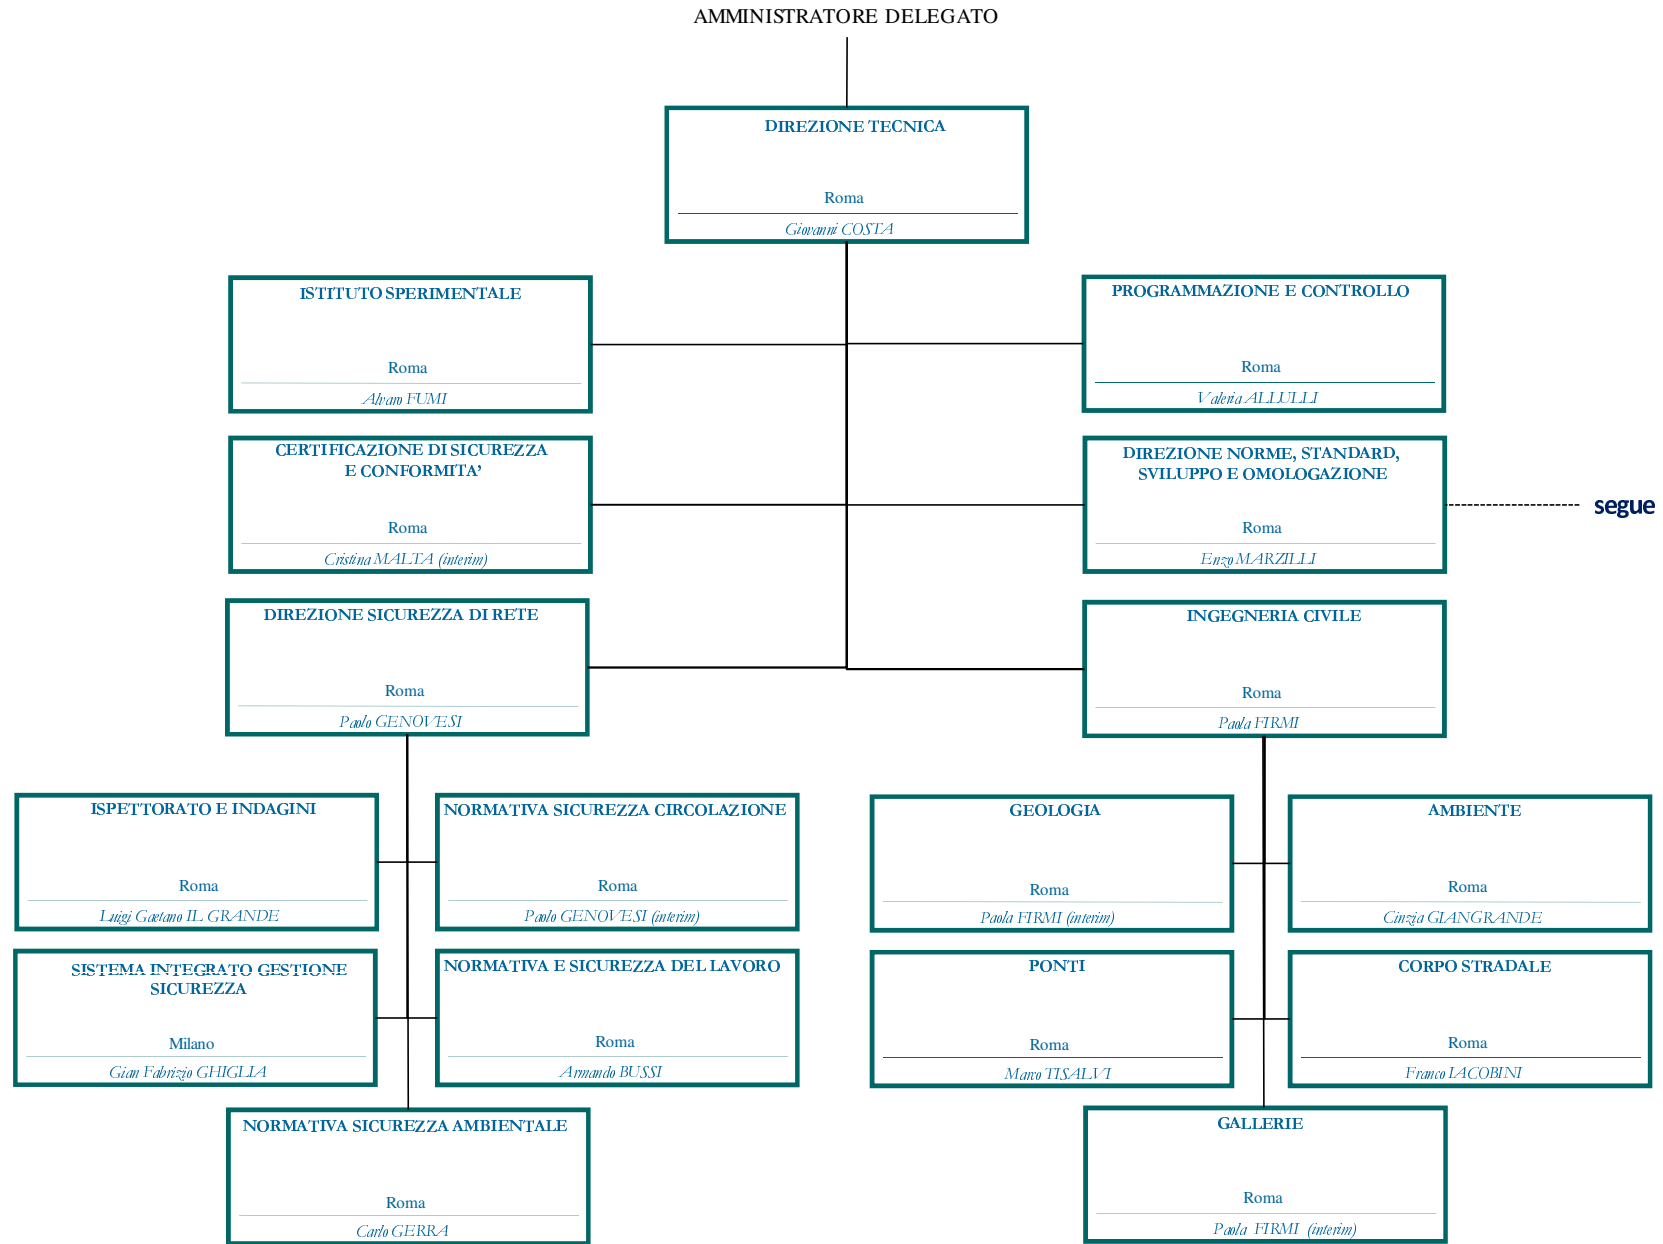 AMMINISTRATORE DELEGATO
DIREZIONE TECNICA
Roma
Giovanni COSTA
ISTITUTO SPERIMENTALE
Roma
Alvaro FUMI
PROGRAMMAZIONE E CONTROLLO
Roma
Valeria ALLULLI
CERTIFICAZIONE DI SICUREZZA
E CONFORMITA’
Roma
Cristina MALTA (interim)
DIREZIONE NORME, STANDARD,
SVILUPPO E OMOLOGAZIONE
Roma
Enzo MARZILLI
segue
DIREZIONE SICUREZZA DI RETE
Roma
Paolo GENOVESI
INGEGNERIA CIVILE
Roma
Paola FIRMI
ISPETTORATO E INDAGINI
Roma
Luigi Gaetano IL GRANDE
NORMATIVA SICUREZZA CIRCOLAZIONE
Roma
Paolo GENOVESI (interim)
GEOLOGIA
Roma
Paola FIRMI (interim)
AMBIENTE
Roma
Cinzia GIANGRANDE
SISTEMA INTEGRATO GESTIONE
SICUREZZA
Milano
Gian Fabrizio GHIGLIA
NORMATIVA E SICUREZZA DEL LAVORO
Roma
Armando BUSSI
PONTI
Roma
Marco TISALVI
CORPO STRADALE
Roma
Franco IACOBINI
NORMATIVA SICUREZZA AMBIENTALE
Roma
Carlo GERRA
GALLERIE
Roma
Paola FIRMI (interim)